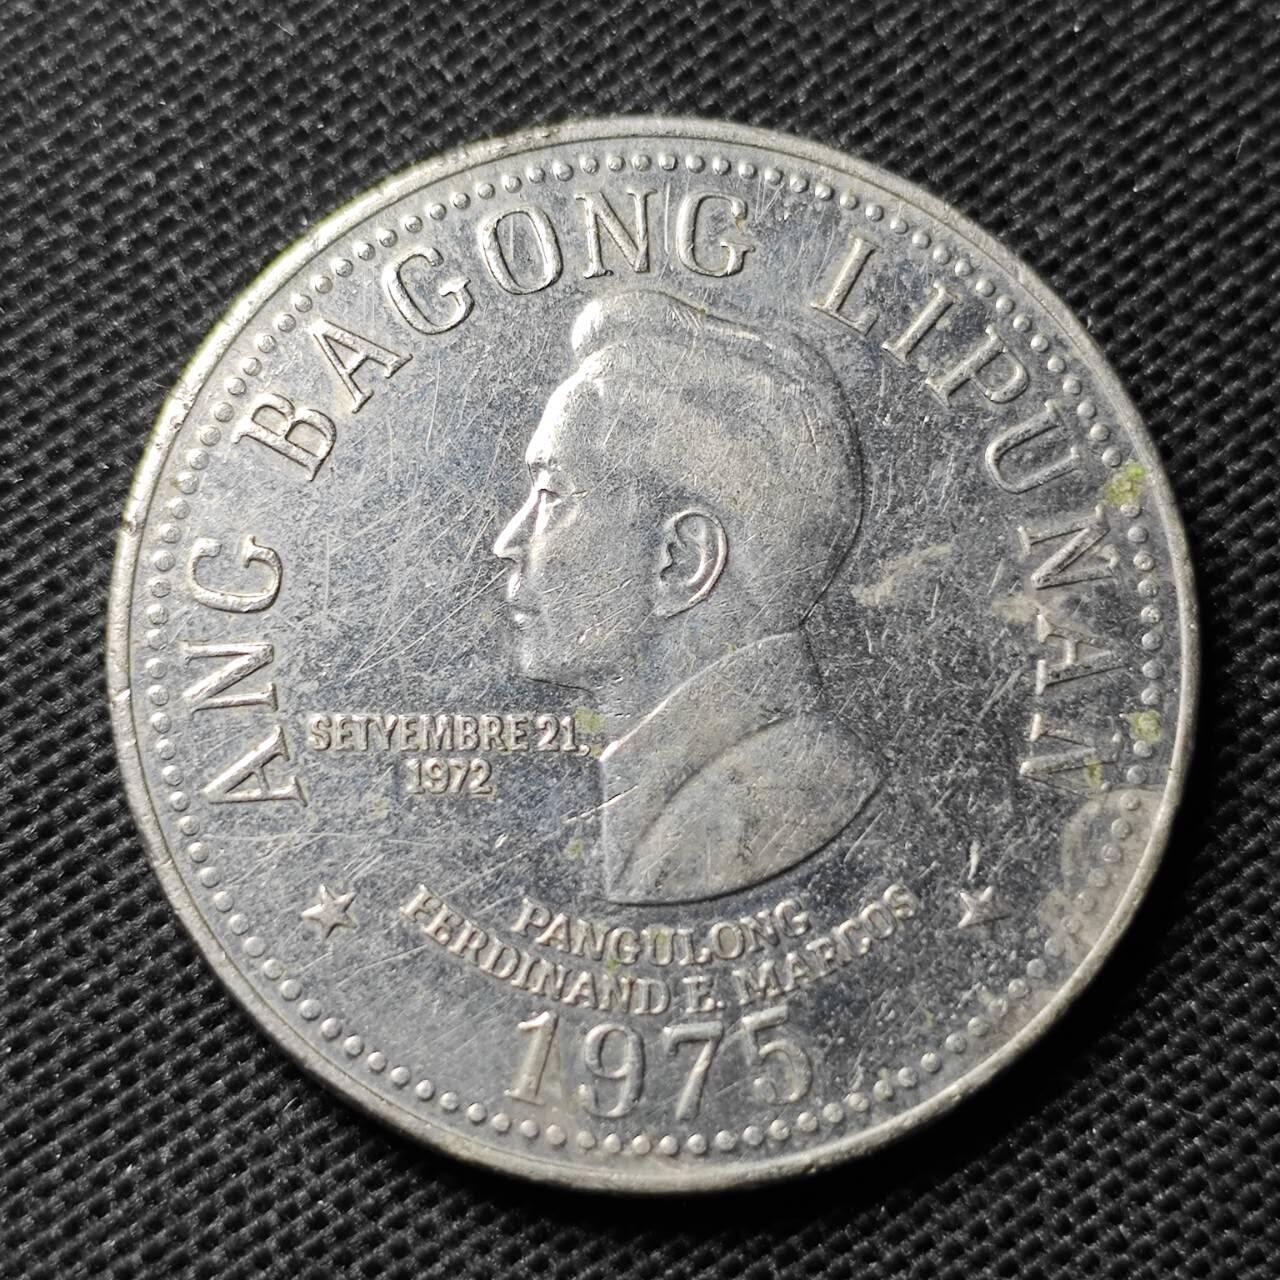 ANG BAGONG LIPUNAN
SETYEMBRE 21,
1972
PANGULONG
FERDINAND E. MARCOS
1975